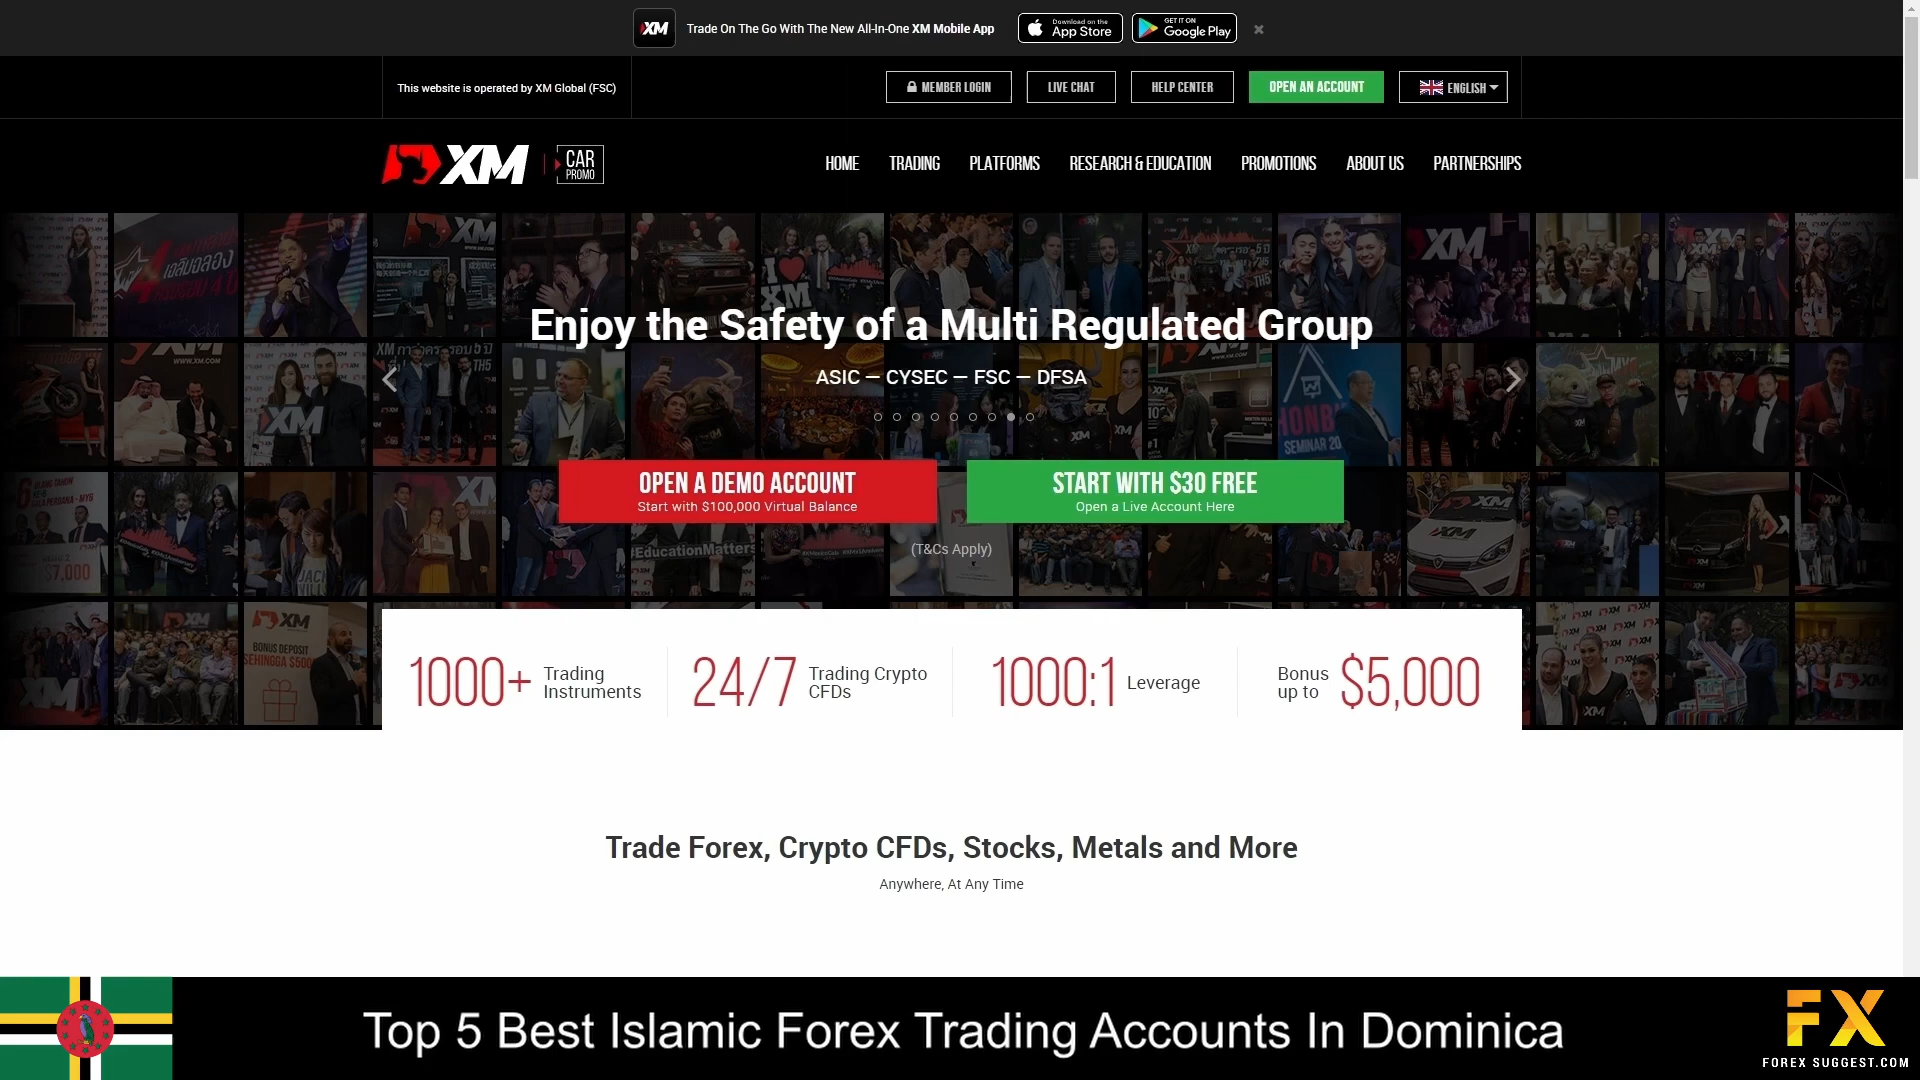 XM
Trade On The Go With The New All-In-One XM Mobile App
Download on the
App Store
GET IT ON
Google Play
This website is operated by XM Global (FSC)
MEMBER LOGIN
LIVE CHAT
HELP CENTER
OPEN AN ACCOUNT
ENGLISH
XM
CAR
PROMO
HOME
TRADING
PLATFORMS
RESEARCH & EDUCATION
PROMOTIONS
ABOUT US
PARTNERSHIPS
Enjoy the Safety of a Multi Regulated Group
ASIC — CYSEC — FSC — DFSA
OPEN A DEMO ACCOUNT
Start with $100,000 Virtual Balance
START WITH $30 FREE
Open a Live Account Here
(T&Cs Apply)
#EducationMatters
BONUS DEPOSIT
SEHINGGA $500
1000+ Trading
Instruments
24/7 Trading Crypto
CFDs
1000:1 Leverage
Bonus
up to $5,000
Trade Forex, Crypto CFDs, Stocks, Metals and More
Anywhere, At Any Time
Top 5 Best Islamic Forex Trading Accounts In Dominica
FX
FOREX SUGGEST.COM